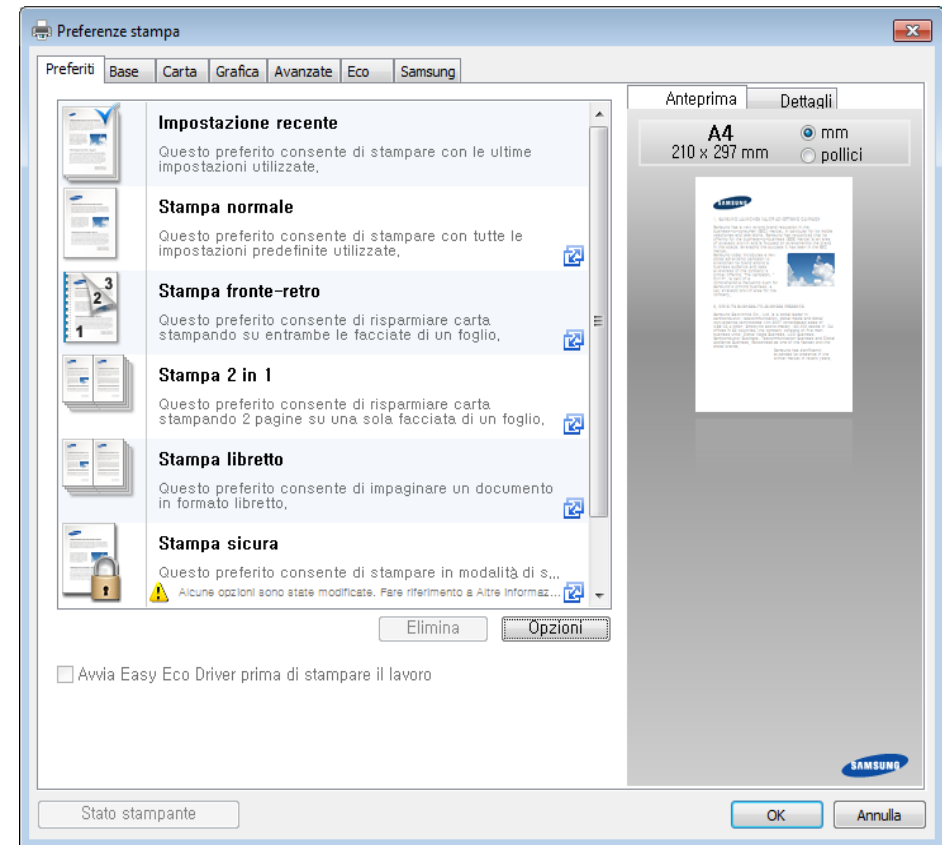 Preferenze stampa
Preferiti Base Carta Grafica Avanzate Eco Samsung
Impostazione recente
Questo preferito consente di stampare con le ultime
impostazioni utilizzate,
Stampa normale
Questo preferito consente di stampare con tutte le
impostazioni predefinite utilizzate,
Stampa fronte-retro
Questo preferito consente di risparmiare carta
stampando su entrambe le facciate di un foglio,
Stampa 2 in 1
Questo preferito consente di risparmiare carta
stampando 2 pagine su una sola facciata di un foglio,
Stampa libretto
Questo preferito consente di impaginare un documento
in formato libretto,
Stampa sicura
Questo preferito consente di stampare in modalità di s...
Alcune opzioni sono state modificate. Fare riferimento a Altre Informaz...
Elimina Opzioni
Avvia Easy Eco Driver prima di stampare il lavoro
Anteprima Dettagli
A4 mm
210 x 297 mm pollici
SAMSUNG
1
2
3
SAMSUNG
Stato stampante OK Annulla